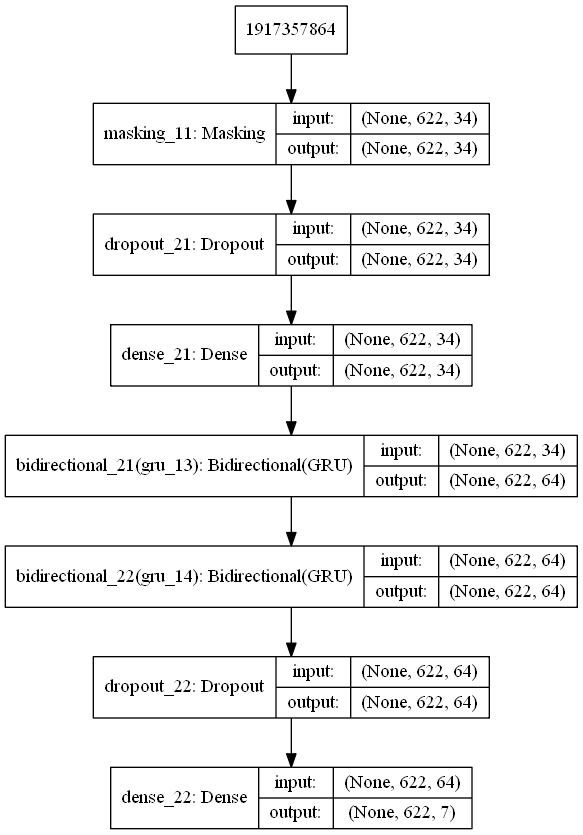 1917357864
masking_11: Masking
input: (None, 622, 34)
output: (None, 622, 34)
dropout_21: Dropout
input: (None, 622, 34)
output: (None, 622, 34)
dense_21: Dense
input: (None, 622, 34)
output: (None, 622, 34)
bidirectional_21(gru_13): Bidirectional(GRU)
input: (None, 622, 34)
output: (None, 622, 64)
bidirectional_22(gru_14): Bidirectional(GRU)
input: (None, 622, 64)
output: (None, 622, 64)
dropout_22: Dropout
input: (None, 622, 64)
output: (None, 622, 64)
dense_22: Dense
input: (None, 622, 64)
output: (None, 622, 7)